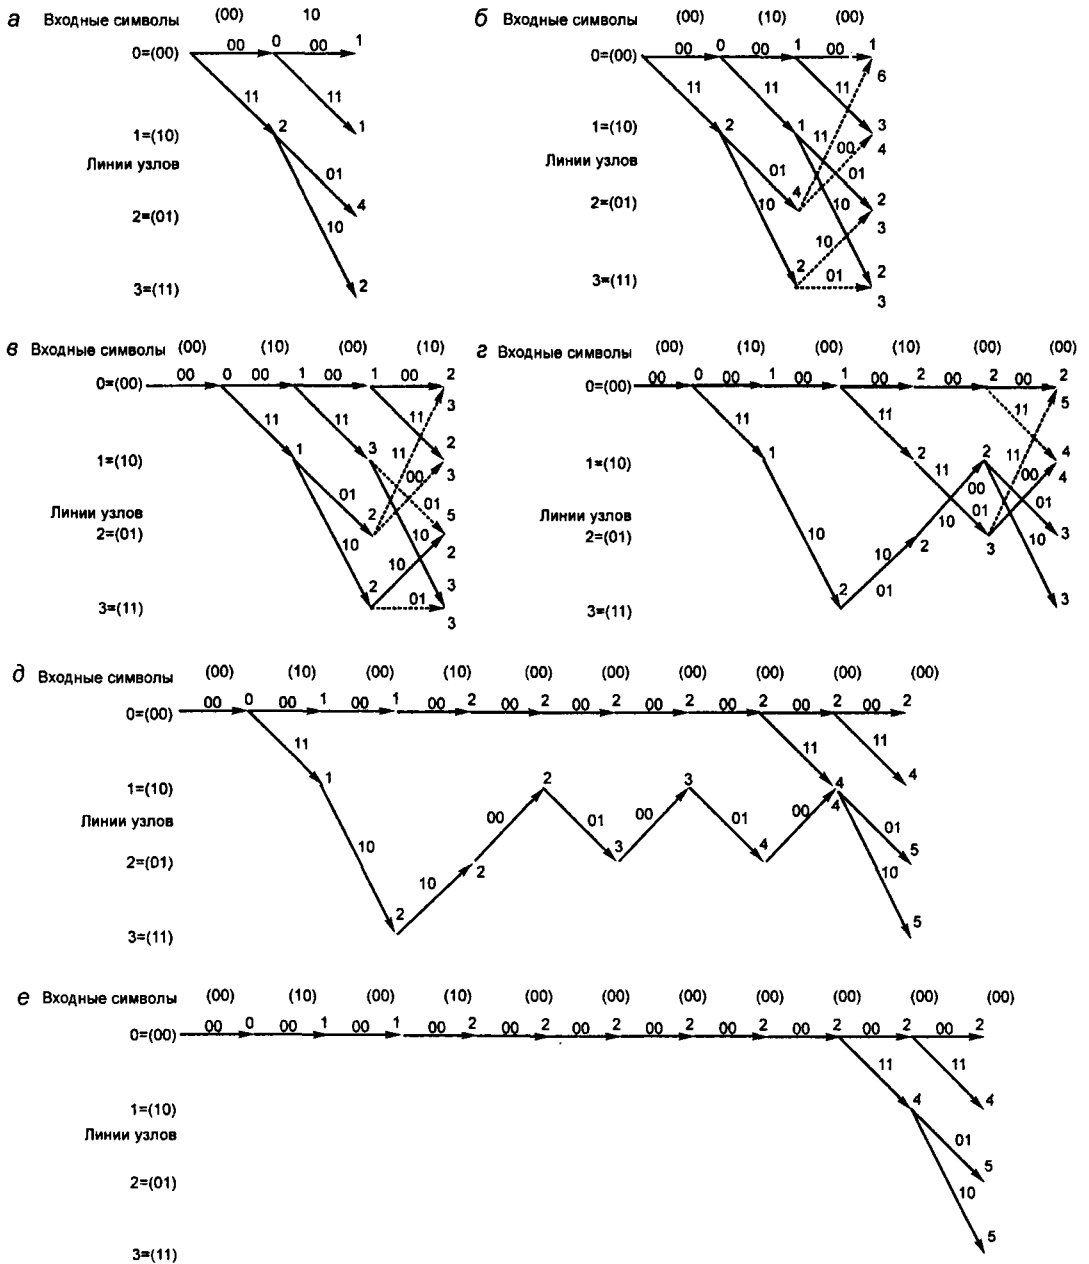 а Входные символы (00) 10
0=(00) 00 0 00 1
11 11
1=(10) 2 1
Линии узлов
01
2=(01) 4
10
3=(11) 2
б Входные символы (00) (10) (00)
0=(00) 00 0 00 1 00 1
6
11 11 11
1=(10) 2 1 11 3
00 4
Линии узлов
01 01
2=(01) 10 4 10 2
3
10
3=(11) 2 01 2
3
в Входные символы (00) (10) (00) (10)
0=(00) 00 0 00 1 00 1 00 2
3
11 11 11
1=(10) 1 3 11 2
00 3
01 01
Линии узлов 2 5
2=(01) 10 10 2
10
3=(11) 2 01 3
3
г Входные символы (00) (10) (00) (10) (00) (00)
0=(00) 00 0 00 1 00 1 00 2 00 2 00 2
5
11 11 11
1=(10) 1 2 2 11 4
11 00 4
00 01
Линии узлов 01
2=(01) 10 10 2 10 3 10 3
3=(11) 2 01 3
д Входные символы (00) (10) (00) (10) (00) (00) (00) (00) (00) (00)
0=(00) 00 0 00 1 00 1 00 2 00 2 00 2 00 2 00 2 00 2 00 2
11 11 11
1=(10) 1 2 3 4 4
4
Линии узлов 00 01 00 01 00 01
2=(01) 10 10 2 3 4 10 5
3=(11) 2 5
е Входные символы (00) (10) (00) (10) (00) (00) (00) (00) (00) (00) (00)
0=(00) 00 0 00 1 00 1 00 2 00 2 00 2 00 2 00 2 00 2 00 2 00 2
11 11
1=(10) 4 4
Линии узлов 01
2=(01) 5
10
3=(11) 5